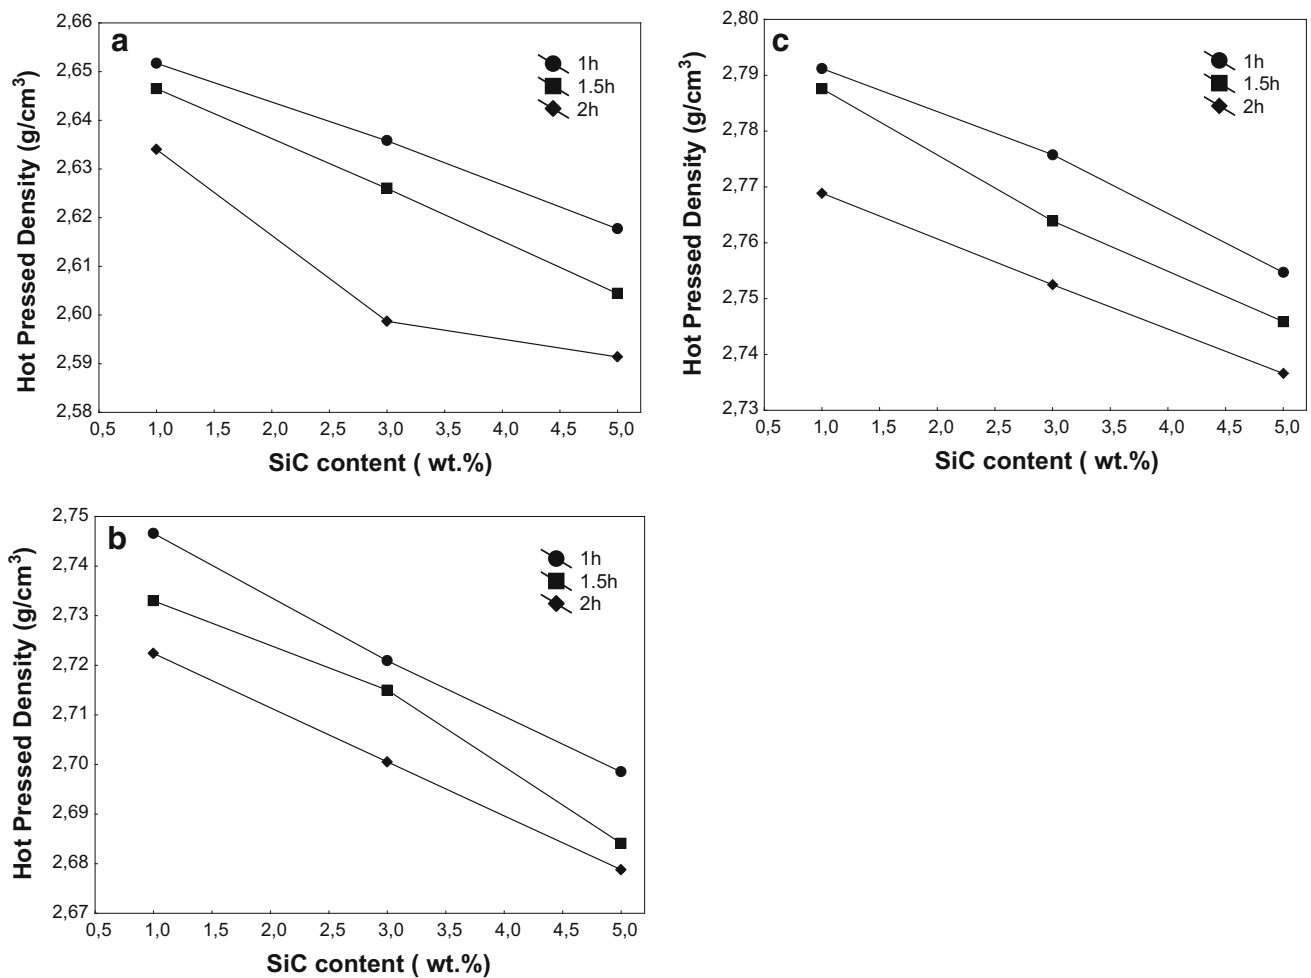 a
2,66
2,65
2,64
2,63
2,62
2,61
2,60
2,59
2,58
Hot Pressed Density (g/cm³)
1h
1.5h
2h
0,5 1,0 1,5 2,0 2,5 3,0 3,5 4,0 4,5 5,0
SiC content ( wt.%)
c
2,80
2,79
2,78
2,77
2,76
2,75
2,74
2,73
Hot Pressed Density (g/cm³)
1h
1.5h
2h
0,5 1,0 1,5 2,0 2,5 3,0 3,5 4,0 4,5 5,0
SiC content ( wt.%)
b
2,75
2,74
2,73
2,72
2,71
2,70
2,69
2,68
2,67
Hot Pressed Density (g/cm³)
1h
1.5h
2h
0,5 1,0 1,5 2,0 2,5 3,0 3,5 4,0 4,5 5,0
SiC content ( wt.%)